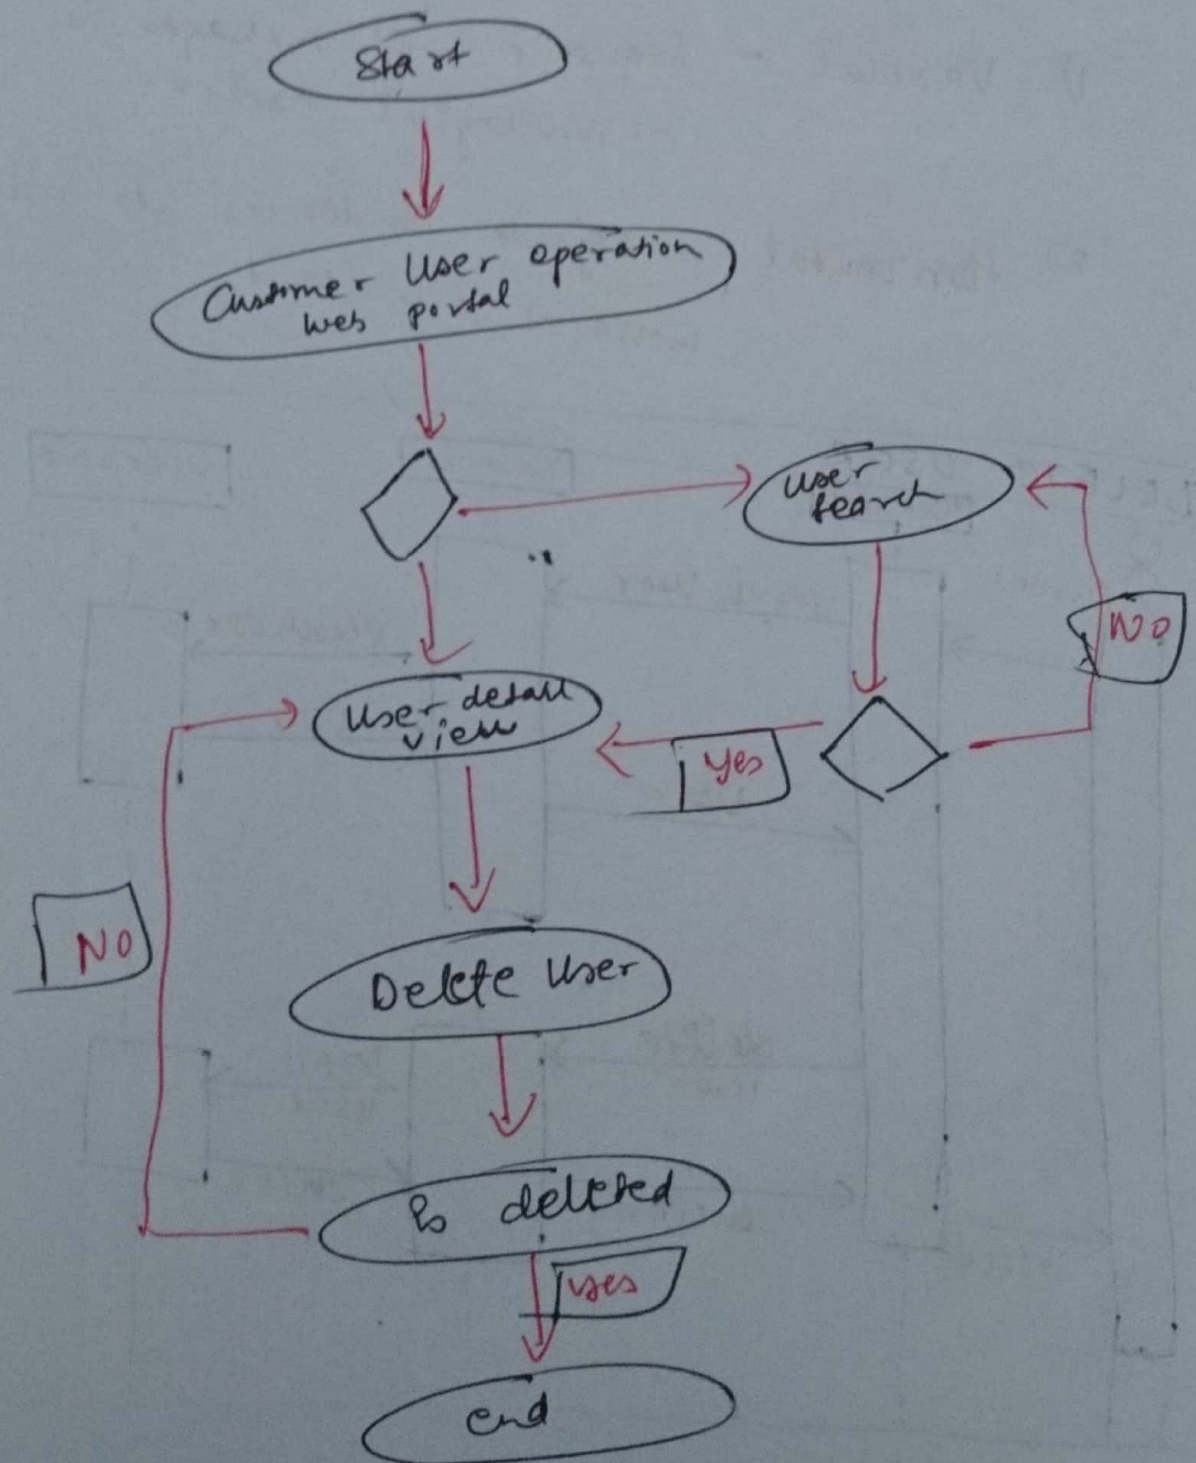 Start
Customer User operation
web portal
User
search
NO
User detail
view
Yes
NO
Delete User
Is deleted
yes
end